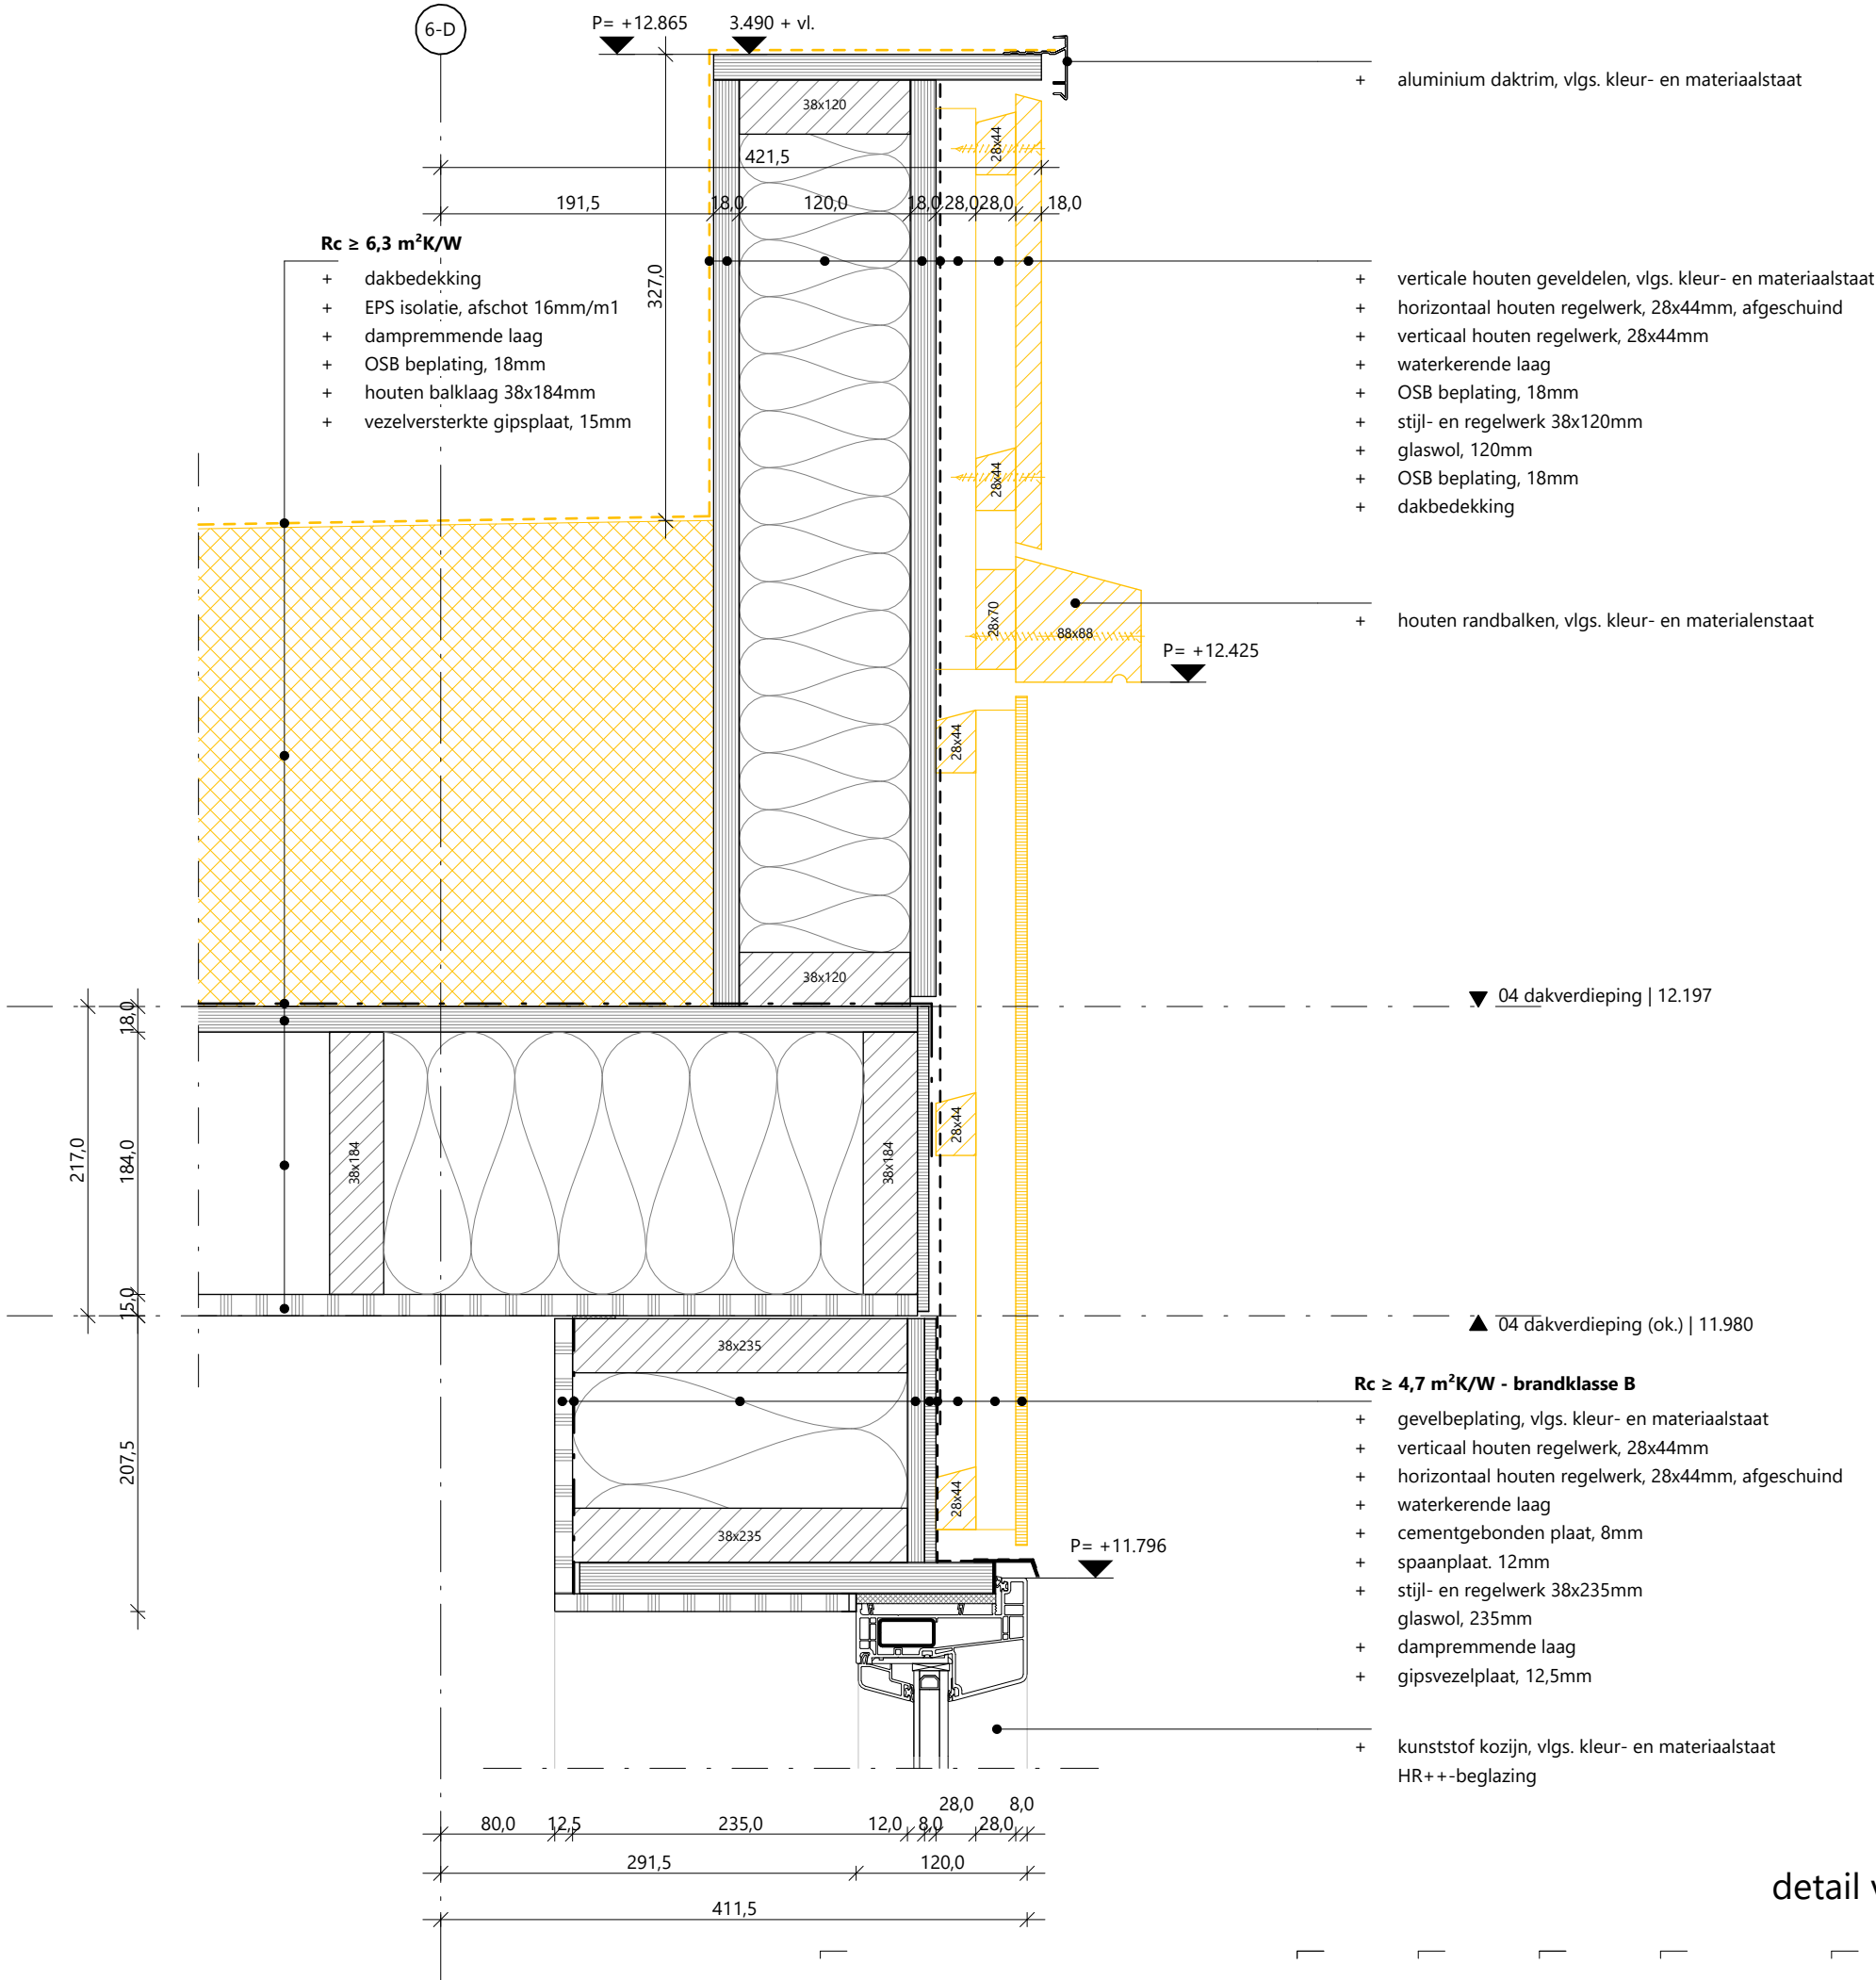 6-D
P= +12.865
3.490 + vl.
+ aluminium daktrim, vlgs. kleur- en materiaalstaat
38x120
28x44
421,5
191,5
18,0
120,0
18,0
28,0
28,0
18,0
327,0
Rc ≥ 6,3 m²K/W
+ dakbedekking
+ EPS isolatie, afschot 16mm/m1
+ dampremmende laag
+ OSB beplating, 18mm
+ houten balklaag 38x184mm
+ vezelversterkte gipsplaat, 15mm
+ verticale houten geveldelen, vlgs. kleur- en materiaalstaat
+ horizontaal houten regelwerk, 28x44mm, afgeschuind
+ verticaal houten regelwerk, 28x44mm
+ waterkerende laag
+ OSB beplating, 18mm
+ stijl- en regelwerk 38x120mm
+ glaswol, 120mm
+ OSB beplating, 18mm
+ dakbedekking
28x44
28x70
88x88
+ houten randbalken, vlgs. kleur- en materialenstaat
P= +12.425
28x44
38x120
04 dakverdieping | 12.197
18,0
217,0
184,0
15,0
38x184
38x184
28x44
04 dakverdieping (ok.) | 11.980
38x235
207,5
38x235
28x44
Rc ≥ 4,7 m²K/W - brandklasse B
+ gevelbeplating, vlgs. kleur- en materiaalstaat
+ verticaal houten regelwerk, 28x44mm
+ horizontaal houten regelwerk, 28x44mm, afgeschuind
+ waterkerende laag
+ cementgebonden plaat, 8mm
+ spaanplaat. 12mm
+ stijl- en regelwerk 38x235mm
glaswol, 235mm
+ dampremmende laag
+ gipsvezelplaat, 12,5mm
P= +11.796
+ kunststof kozijn, vlgs. kleur- en materiaalstaat
HR++-beglazing
28,0
8,0
80,0
12,5
235,0
12,0
8,0
28,0
291,5
120,0
411,5
detail